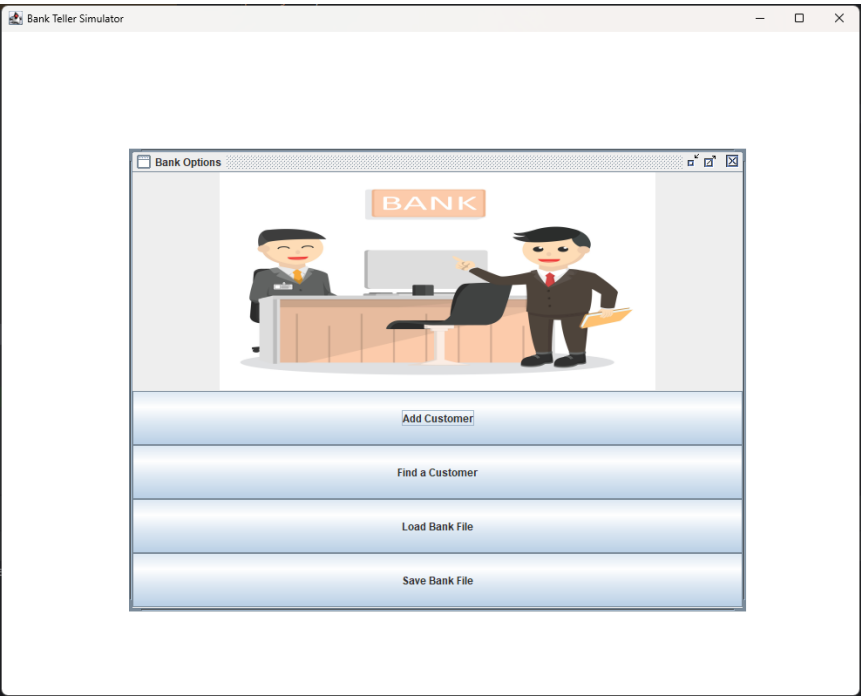 Bank Teller Simulator
Bank Options
BANK
Add Customer
Find a Customer
Load Bank File
Save Bank File